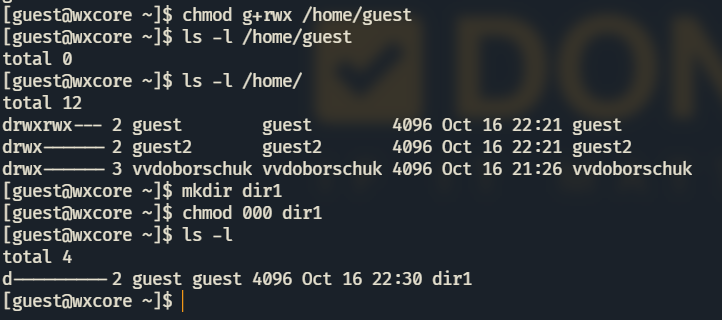 [guest@wxcore ~]$ chmod g+rwx /home/guest
[guest@wxcore ~]$ ls -l /home/guest
total 0
[guest@wxcore ~]$ ls -l /home/
total 12
drwxrwx--- 2 guest        guest        4096 Oct 16 22:21 guest
drwx------ 2 guest2       guest2       4096 Oct 16 22:21 guest2
drwx------ 3 vvdoborschuk vvdoborschuk 4096 Oct 16 21:26 vvdoborschuk
[guest@wxcore ~]$ mkdir dir1
[guest@wxcore ~]$ chmod 000 dir1
[guest@wxcore ~]$ ls -l
total 4
d--------- 2 guest guest 4096 Oct 16 22:30 dir1
[guest@wxcore ~]$
DON